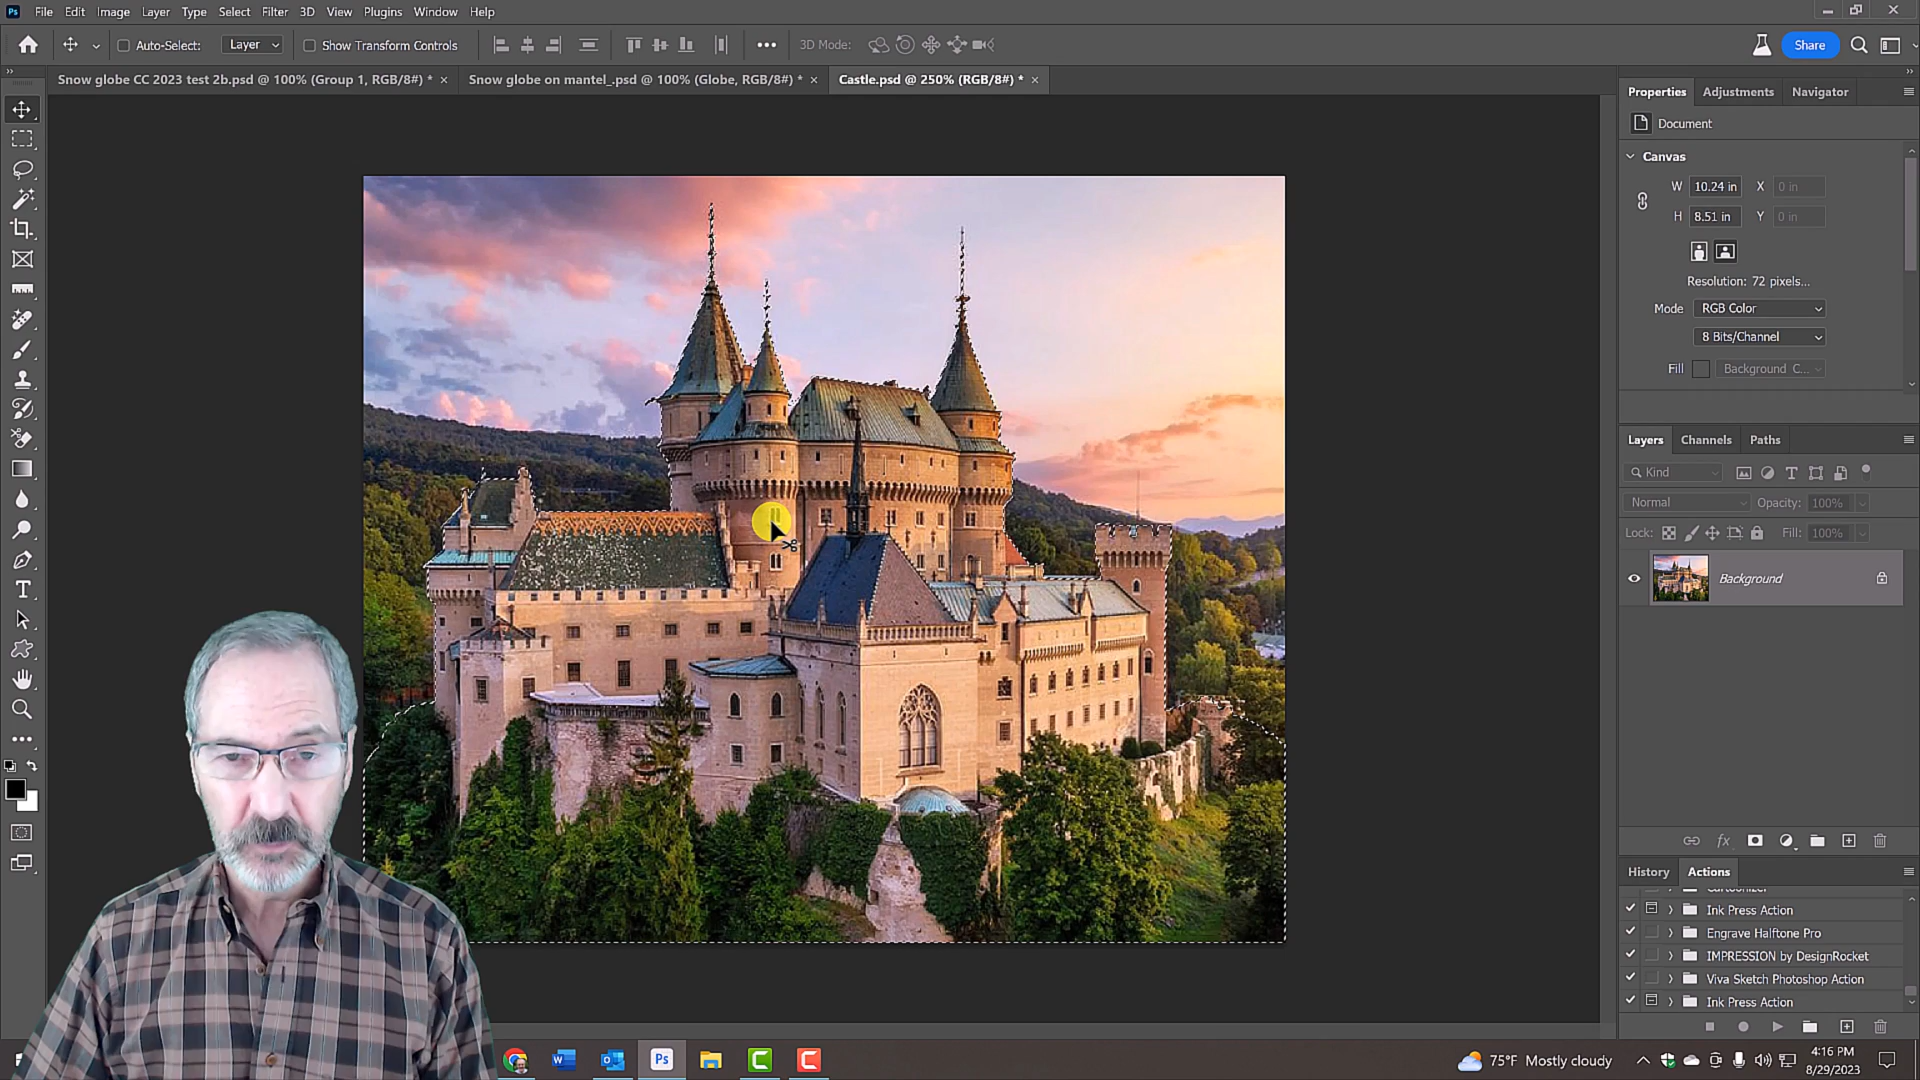 Ps File Edit Image Layer Type Select Filter 3D View Plugins Window Help
Auto-Select: Layer Show Transform Controls 3D Mode: Share
Snow globe CC 2023 test 2b.psd @ 100% (Group 1, RGB/8#) * × Snow globe on mantel_.psd @ 100% (Globe, RGB/8#) * × Castle.psd @ 250% (RGB/8#) * ×
Properties Adjustments Navigator
Document
Canvas
W 10.24 in X 0 in
H 8.51 in Y 0 in
Resolution: 72 pixels...
Mode RGB Color
8 Bits/Channel
Fill Background C...
Layers Channels Paths
Kind
Normal Opacity: 100%
Lock: Fill: 100%
Background
History Actions
Cartoonizer
Ink Press Action
Engrave Halftone Pro
IMPRESSION by DesignRocket
Viva Sketch Photoshop Action
Ink Press Action
75°F Mostly cloudy
4:16 PM
8/29/2023